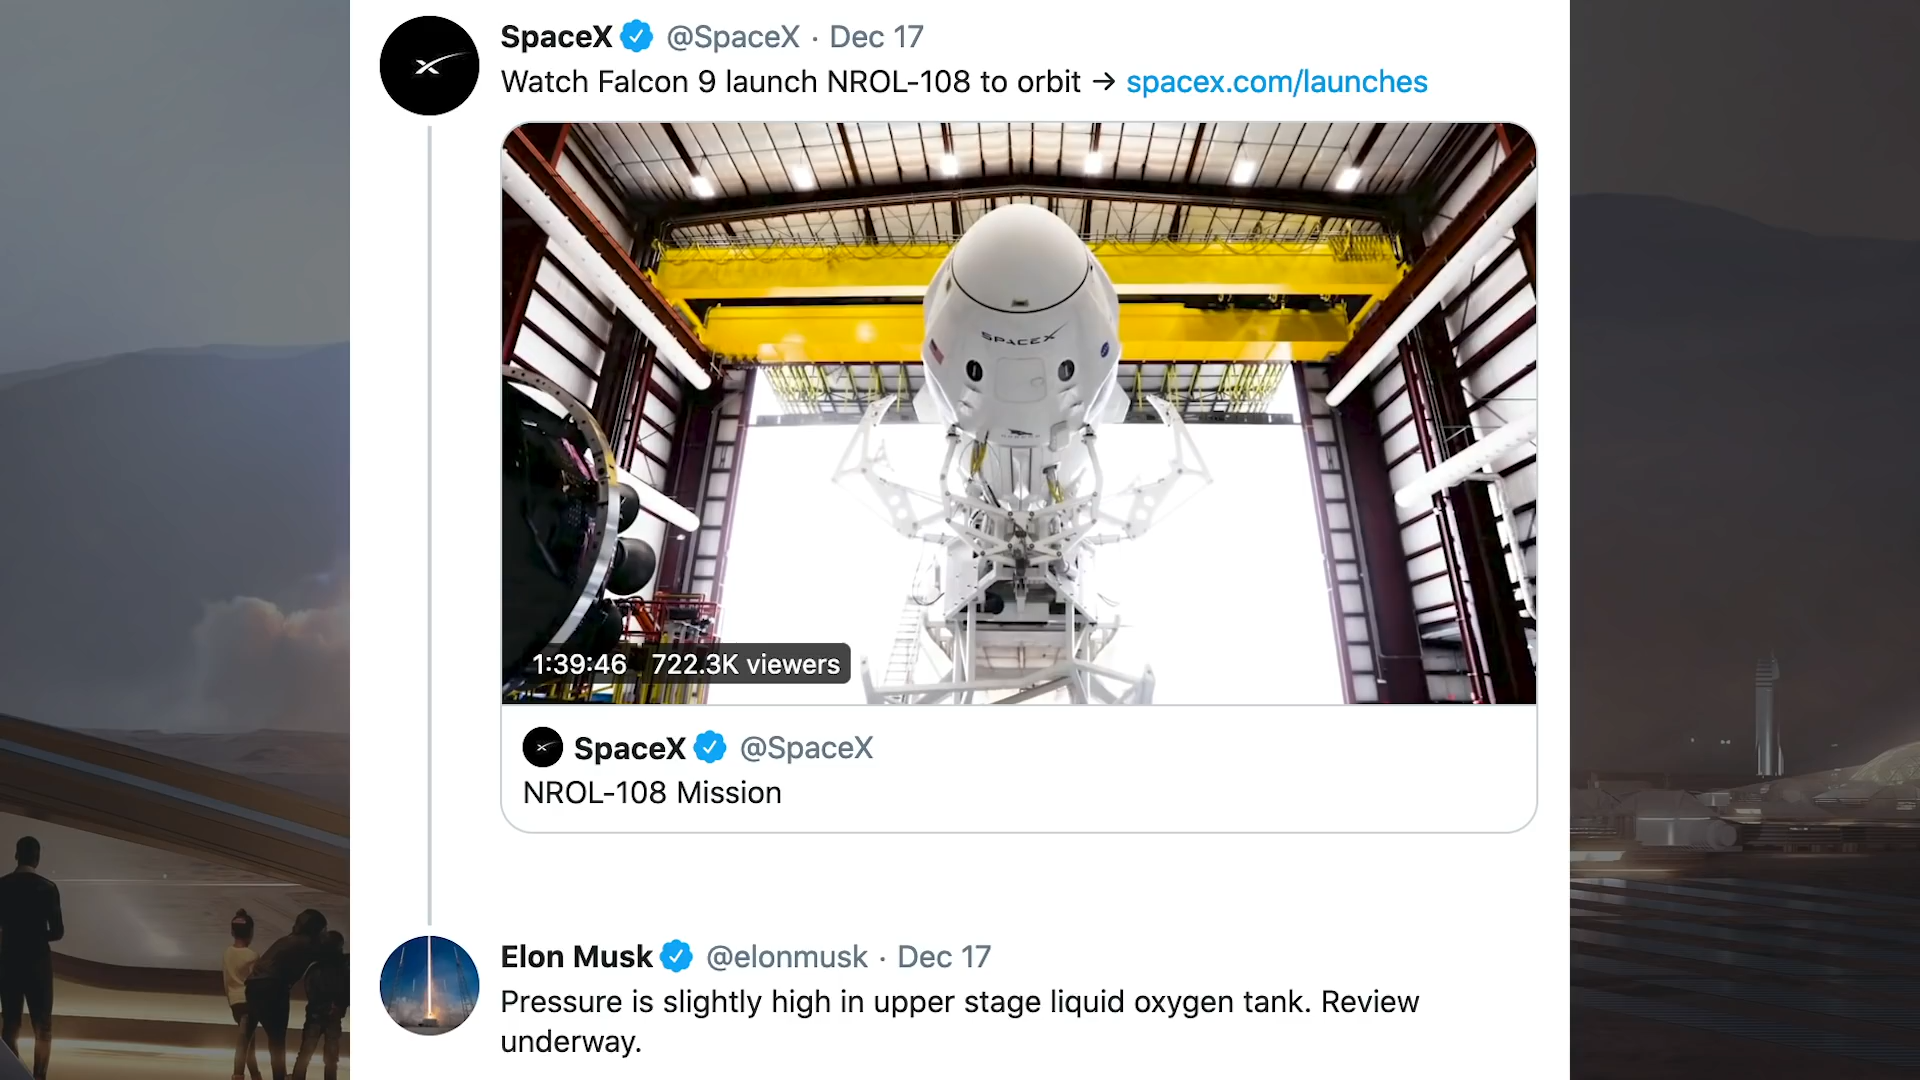 SpaceX @SpaceX · Dec 17
Watch Falcon 9 launch NROL-108 to orbit → spacex.com/launches
SPACEX
DRAGON
1:39:46 722.3K viewers
SpaceX @SpaceX
NROL-108 Mission
Elon Musk @elonmusk · Dec 17
Pressure is slightly high in upper stage liquid oxygen tank. Review
underway.